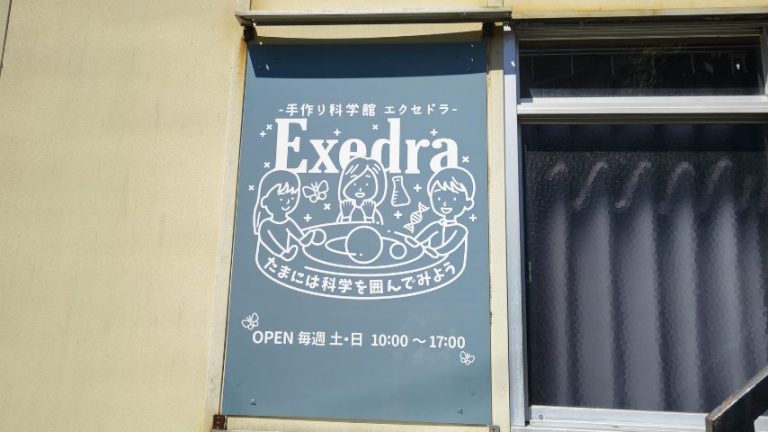 -手作り科学館 エクセドラ-
Exedra
たまには科学を囲んでみよう
OPEN 毎週 土・日 10:00 〜 17:00